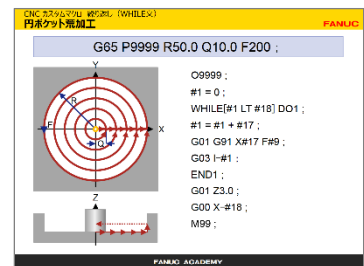 CNC カスタムマクロ 繰り返し (WHILE文)
円ポケット荒加工
FANUC
G65 P9999 R50.0 Q10.0 F200 ;
Y
R
F
X
Q
Z
O9999 ;
#1 = 0 ;
WHILE[#1 LT #18] DO1 ;
#1 = #1 + #17 ;
G01 G91 X#17 F#9 ;
G03 I-#1 ;
END1 ;
G01 Z3.0 ;
G00 X-#18 ;
M99 ;
FANUC ACADEMY